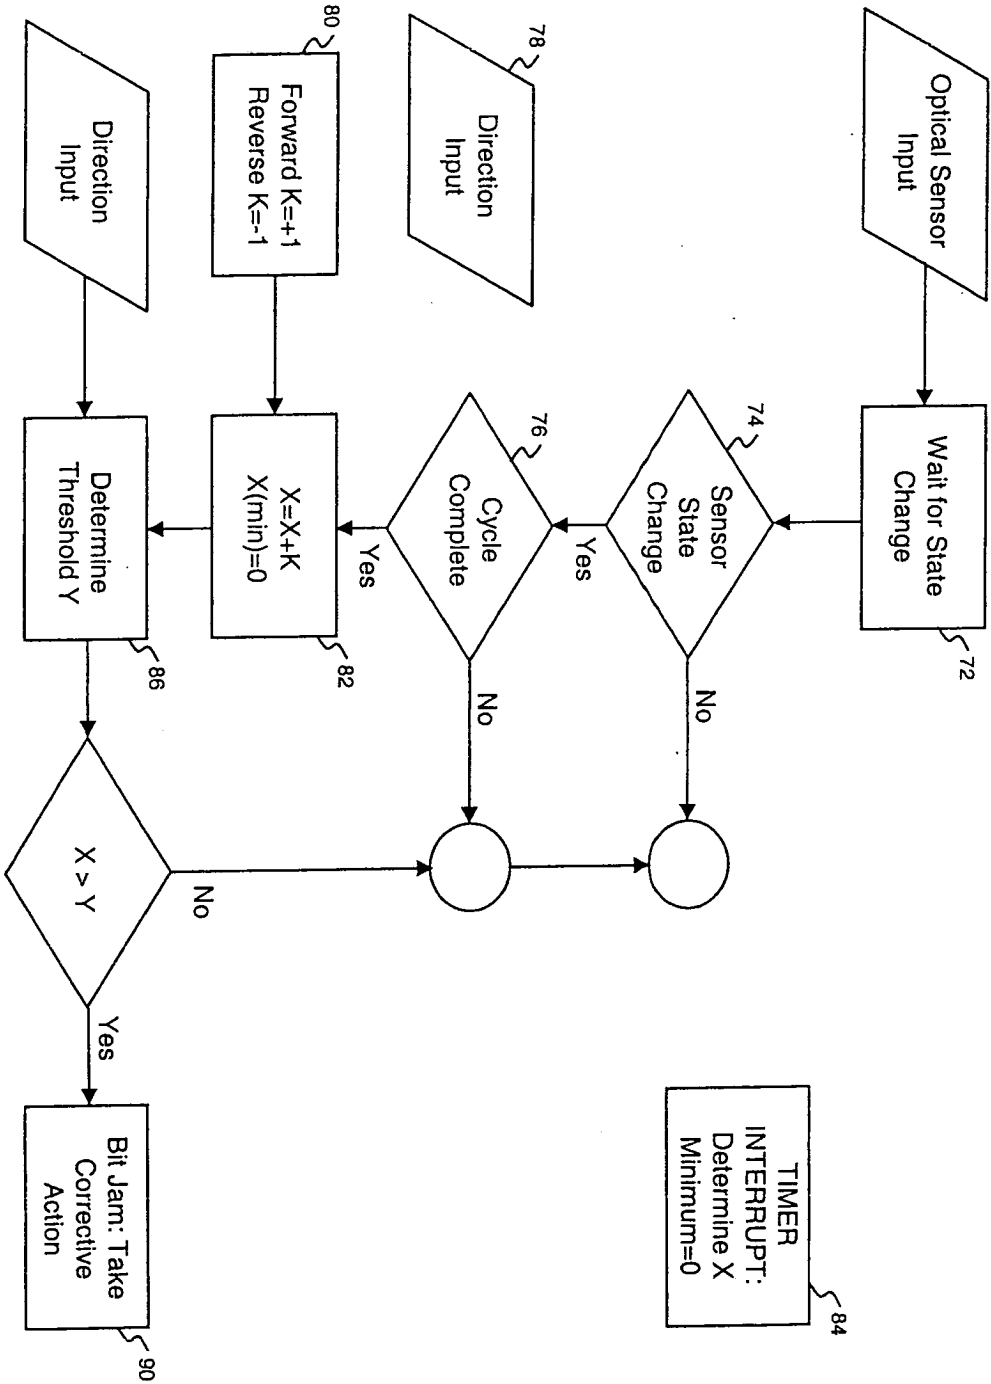 Optical Sensor
Input
Wait for State
Change
72
84
TIMER
INTERRUPT:
Determine X
Minimum=0
74
Sensor
State
Change
No
Yes
78
Direction
Input
76
Cycle
Complete
No
Yes
80
Forward K=+1
Reverse K=-1
82
X=X+K
X(min)=0
No
Direction
Input
86
Determine
Threshold Y
X > Y
Yes
90
Bit Jam: Take
Corrective
Action